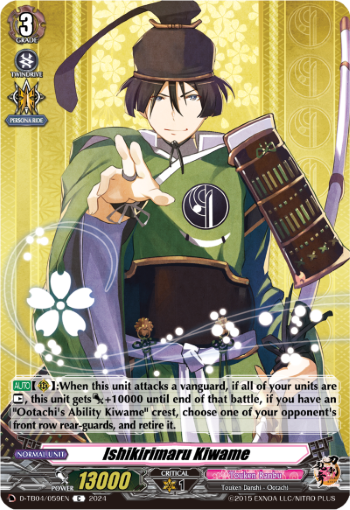 3
GRADE
TWINDRIVE
PERSONA RIDE
AUTO【 】:When this unit attacks a vanguard, if all of your units are
, this unit gets +10000 until end of that battle, if you have an
"Ootachi's Ability Kiwame" crest, choose one of your opponent's
front row rear-guards, and retire it.
NORMAL UNIT
Ishikirimaru Kiwame
POWER 13000
CRITICAL
1
Touken Ranbu
Touken Danshi - Ootachi
D-TB04/059EN C 2024
©2015 EXNOA LLC/NITRO PLUS